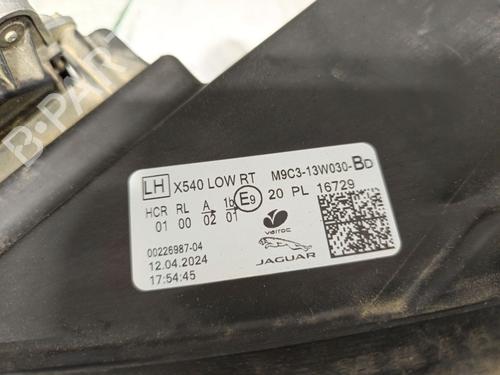 B-PARTS
LH X540 LOW RT M9C3-13W030-BD
HCR RL A 1b E9 20 PL 16729
01 00 02 01
00226987-04
12.04.2024
17:54:45
varroc
JAGUAR